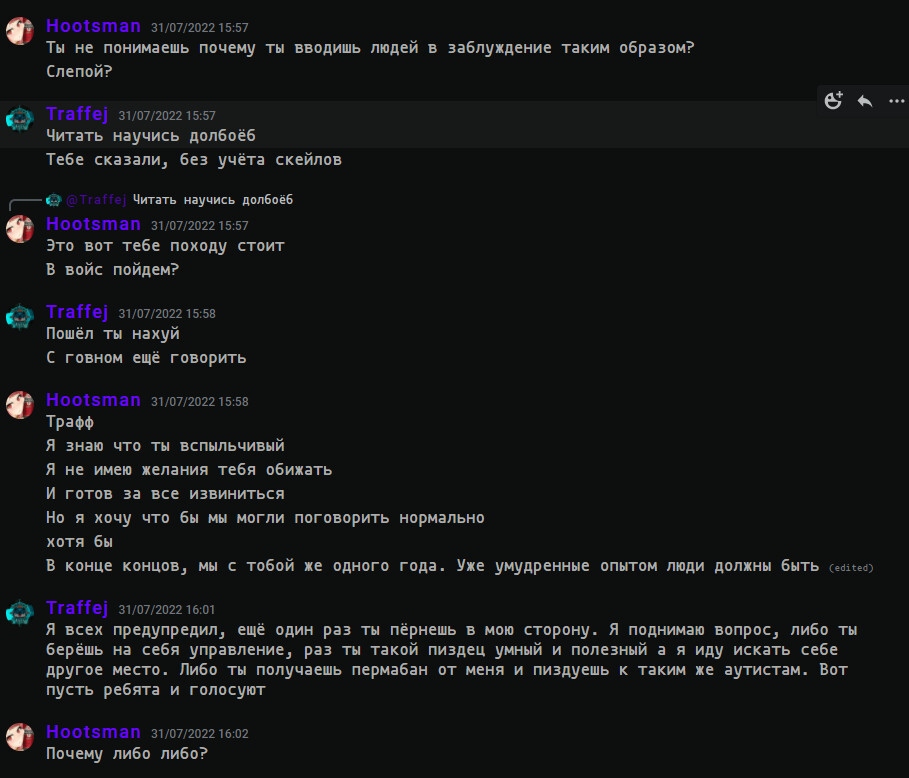 Hootsman 31/07/2022 15:57
Ты не понимаешь почему ты вводишь людей в заблуждение таким образом?
Слепой?
Traffej 31/07/2022 15:57
Читать научись долбоёб
Тебе сказали, без учёта скейлов
@Traffej Читать научись долбоёб
Hootsman 31/07/2022 15:57
Это вот тебе походу стоит
В войс пойдем?
Traffej 31/07/2022 15:58
Пошёл ты нахуй
С говном ещё говорить
Hootsman 31/07/2022 15:58
Трафф
Я знаю что ты вспыльчивый
Я не имею желания тебя обижать
И готов за все извиниться
Но я хочу что бы мы могли поговорить нормально
хотя бы
В конце концов, мы с тобой же одного года. Уже умудренные опытом люди должны быть (edited)
Traffej 31/07/2022 16:01
Я всех предупредил, ещё один раз ты пёрнешь в мою сторону. Я поднимаю вопрос, либо ты
берёшь на себя управление, раз ты такой пиздец умный и полезный а я иду искать себе
другое место. Либо ты получаешь пермабан от меня и пиздуешь к таким же аутистам. Вот
пусть ребята и голосуют
Hootsman 31/07/2022 16:02
Почему либо либо?